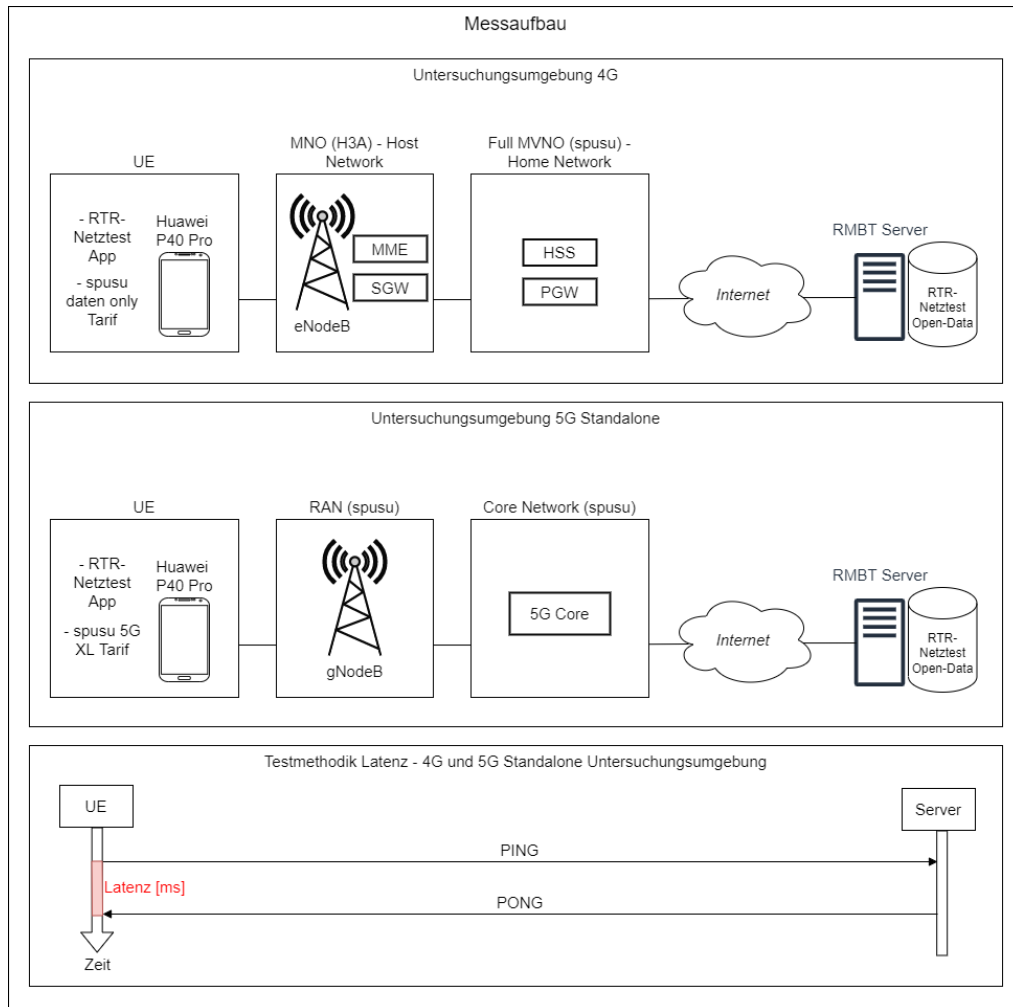 Messaufbau
Untersuchungsumgebung 4G
UE
- RTR-
Netztest
App
- spusu
daten only
Tarif
Huawei
P40 Pro
MNO (H3A) - Host
Network
MME
SGW
eNodeB
Full MVNO (spusu) -
Home Network
HSS
PGW
Internet
RMBT Server
RTR-
Netztest
Open-Data
Untersuchungsumgebung 5G Standalone
UE
- RTR-
Netztest
App
- spusu 5G
XL Tarif
Huawei
P40 Pro
RAN (spusu)
gNodeB
Core Network (spusu)
5G Core
Internet
RMBT Server
RTR-
Netztest
Open-Data
Testmethodik Latenz - 4G und 5G Standalone Untersuchungsumgebung
UE
Server
PING
Latenz [ms]
PONG
Zeit